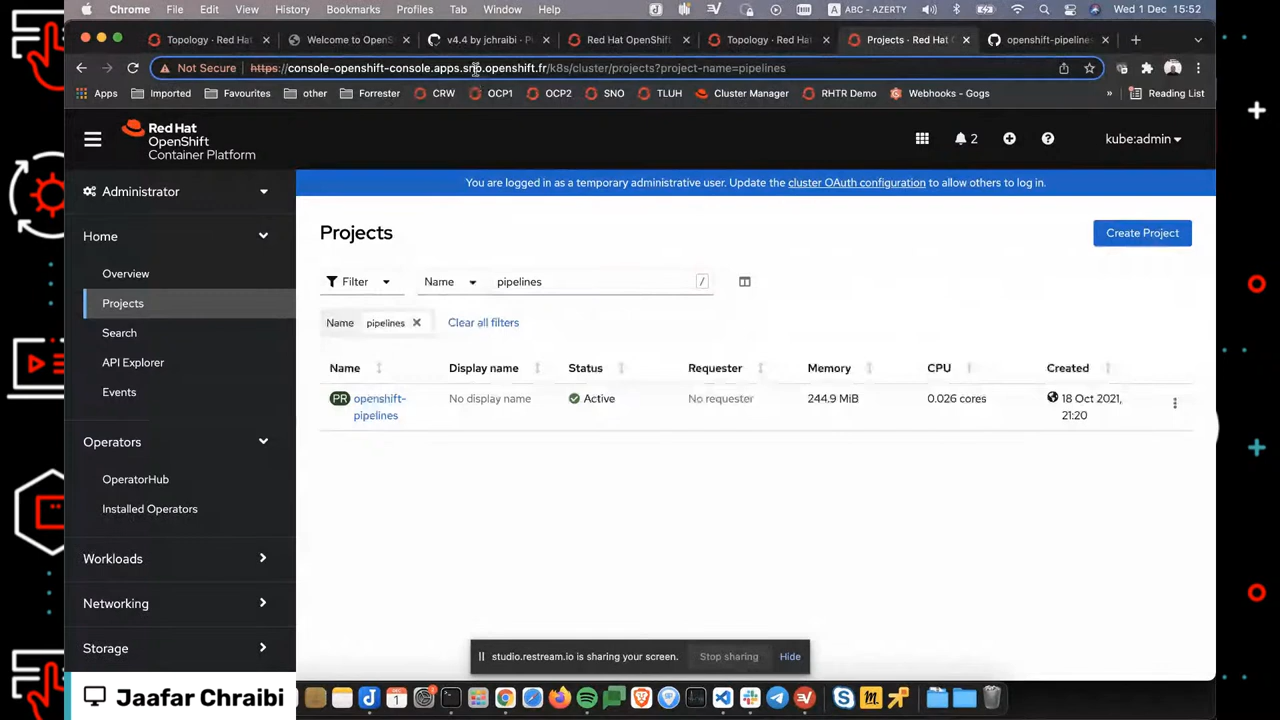 Chrome File Edit View History Bookmarks Profiles Tab Window Help ABC - AZERTY Wed 1 Dec 15:52
Topology · Red Hat Welcome to OpenS v4.4 by jchraibi · P Red Hat OpenShift Topology · Red Hat Projects · Red Hat openshift-pipelines
Not Secure https://console-openshift-console.apps.sno.openshift.fr/k8s/cluster/projects?project-name=pipelines
Apps Imported Favourites other Forrester CRW OCP1 OCP2 SNO TLUH Cluster Manager RHTR Demo Webhooks - Gogs » Reading List
Red Hat
OpenShift
Container Platform
2 kube:admin
You are logged in as a temporary administrative user. Update the cluster OAuth configuration to allow others to log in.
Administrator
Home
Overview
Projects
Search
API Explorer
Events
Operators
OperatorHub
Installed Operators
Workloads
Networking
Storage
Projects
Create Project
Filter Name pipelines /
Name pipelines Clear all filters
Name Display name Status Requester Memory CPU Created
PR openshift-pipelines No display name Active No requester 244.9 MiB 0.026 cores 18 Oct 2021, 21:20
studio.restream.io is sharing your screen. Stop sharing Hide
Jaafar Chraibi